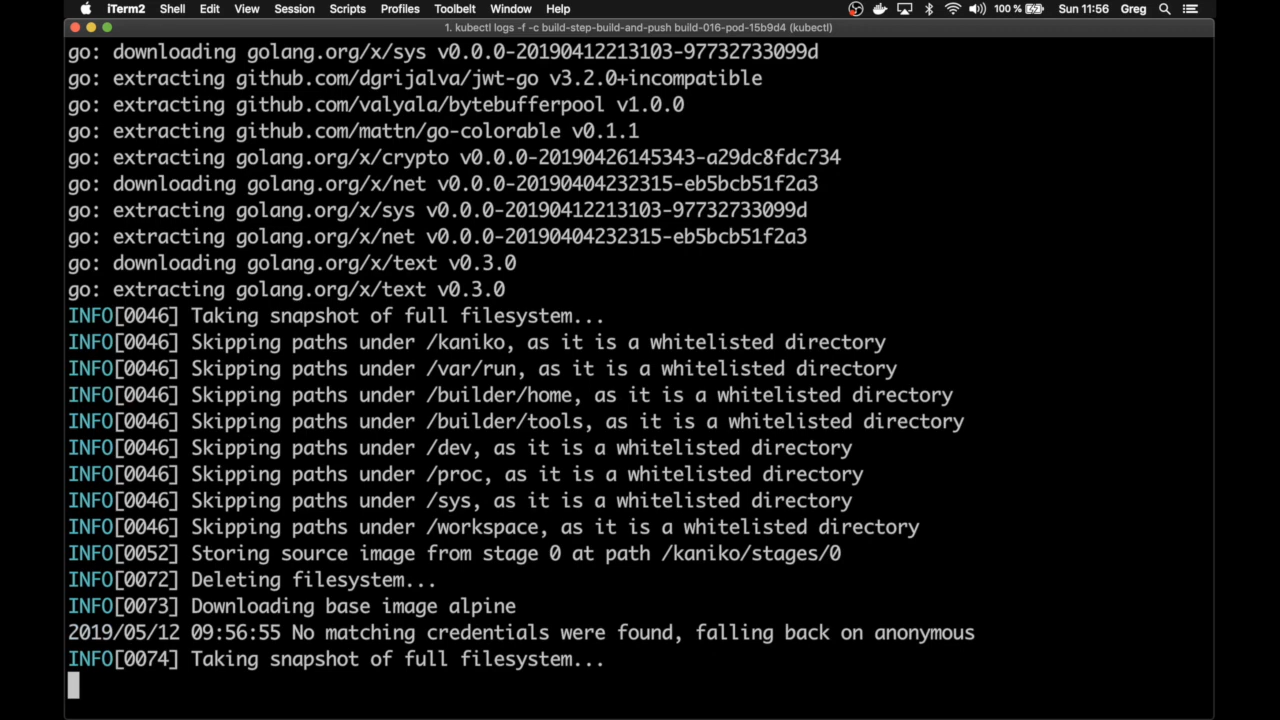 iTerm2 Shell Edit View Session Scripts Profiles Toolbelt Window Help 100 % Sun 11:56 Greg
1. kubectl logs -f -c build-step-build-and-push build-016-pod-15b9d4 (kubectl)
go: downloading golang.org/x/sys v0.0.0-20190412213103-97732733099d
go: extracting github.com/dgrijalva/jwt-go v3.2.0+incompatible
go: extracting github.com/valyala/bytebufferpool v1.0.0
go: extracting github.com/mattn/go-colorable v0.1.1
go: extracting golang.org/x/crypto v0.0.0-20190426145343-a29dc8fdc734
go: downloading golang.org/x/net v0.0.0-20190404232315-eb5bcb51f2a3
go: extracting golang.org/x/sys v0.0.0-20190412213103-97732733099d
go: extracting golang.org/x/net v0.0.0-20190404232315-eb5bcb51f2a3
go: downloading golang.org/x/text v0.3.0
go: extracting golang.org/x/text v0.3.0
INFO[0046] Taking snapshot of full filesystem...
INFO[0046] Skipping paths under /kaniko, as it is a whitelisted directory
INFO[0046] Skipping paths under /var/run, as it is a whitelisted directory
INFO[0046] Skipping paths under /builder/home, as it is a whitelisted directory
INFO[0046] Skipping paths under /builder/tools, as it is a whitelisted directory
INFO[0046] Skipping paths under /dev, as it is a whitelisted directory
INFO[0046] Skipping paths under /proc, as it is a whitelisted directory
INFO[0046] Skipping paths under /sys, as it is a whitelisted directory
INFO[0046] Skipping paths under /workspace, as it is a whitelisted directory
INFO[0052] Storing source image from stage 0 at path /kaniko/stages/0
INFO[0072] Deleting filesystem...
INFO[0073] Downloading base image alpine
2019/05/12 09:56:55 No matching credentials were found, falling back on anonymous
INFO[0074] Taking snapshot of full filesystem...